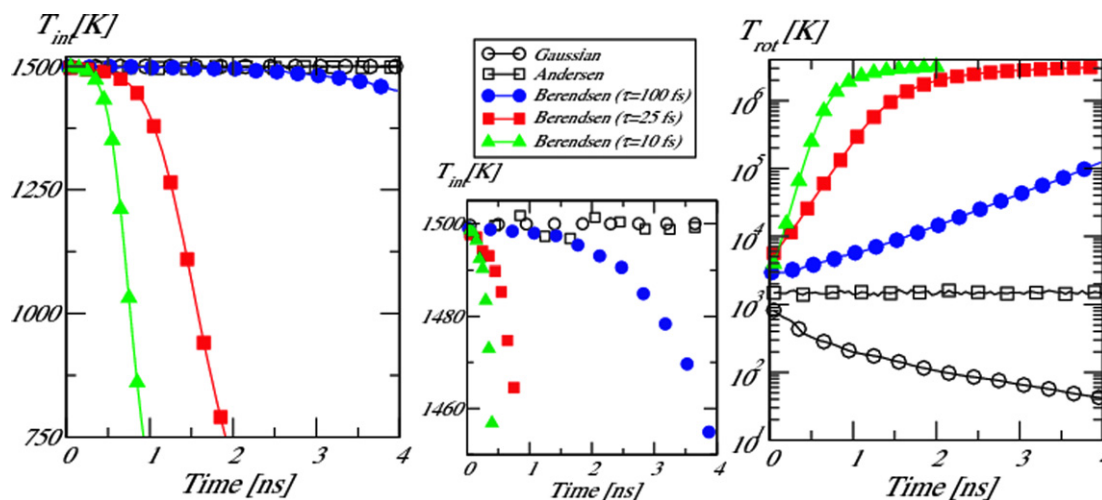 T_int [K]
1500
1250
1000
750
0 1 2 3 4
Time [ns]
Gaussian
Andersen
Berendsen (τ=100 fs)
Berendsen (τ=25 fs)
Berendsen (τ=10 fs)
T_int [K]
1500
1480
1460
0 1 2 3 4
Time [ns]
T_rot [K]
10^6
10^5
10^4
10^3
10^2
10^1
0 1 2 3 4
Time [ns]